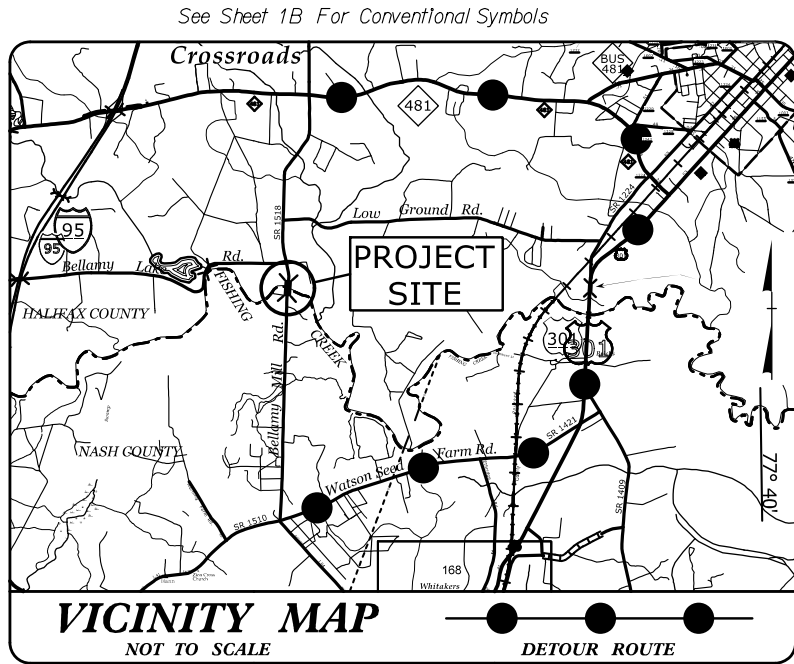 See Sheet 1B For Conventional Symbols
Crossroads
BUS
481
481
SR 1224
95
95
SR 1518
Low Ground Rd.
Bellamy Lake Rd.
PROJECT
SITE
FISHING
CREEK
HALIFAX COUNTY
301
301
Bellamy Mill Rd.
NASH COUNTY
Watson Seed Farm Rd.
SR 1421
SR 1510
SR 1409
77° 40'
168
Whitakers
VICINITY MAP
NOT TO SCALE
DETOUR ROUTE